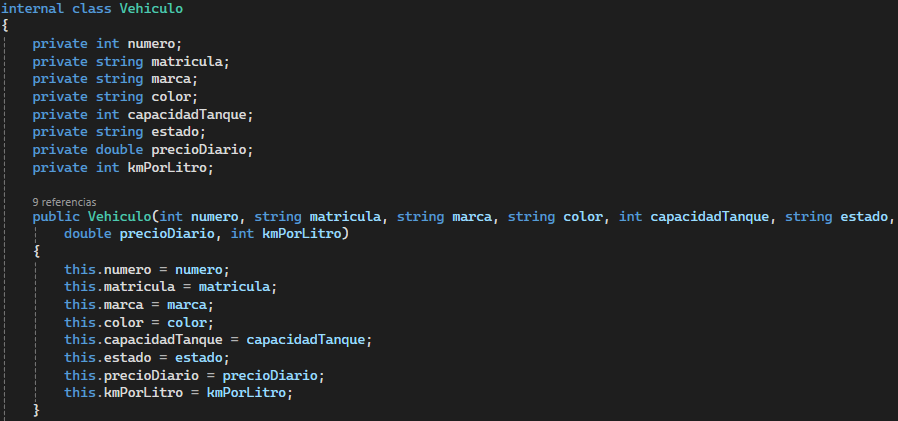 internal class Vehiculo
{
private int numero;
private string matricula;
private string marca;
private string color;
private int capacidadTanque;
private string estado;
private double precioDiario;
private int kmPorLitro;
9 referencias
public Vehiculo(int numero, string matricula, string marca, string color, int capacidadTanque, string estado,
double precioDiario, int kmPorLitro)
{
this.numero = numero;
this.matricula = matricula;
this.marca = marca;
this.color = color;
this.capacidadTanque = capacidadTanque;
this.estado = estado;
this.precioDiario = precioDiario;
this.kmPorLitro = kmPorLitro;
}